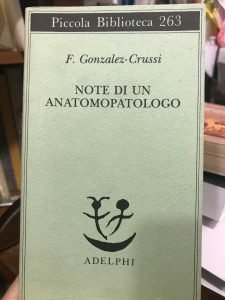 Piccola Biblioteca 263
F. Gonzalez-Crussi
NOTE DI UN
ANATOMOPATOLOGO
ADELPHI